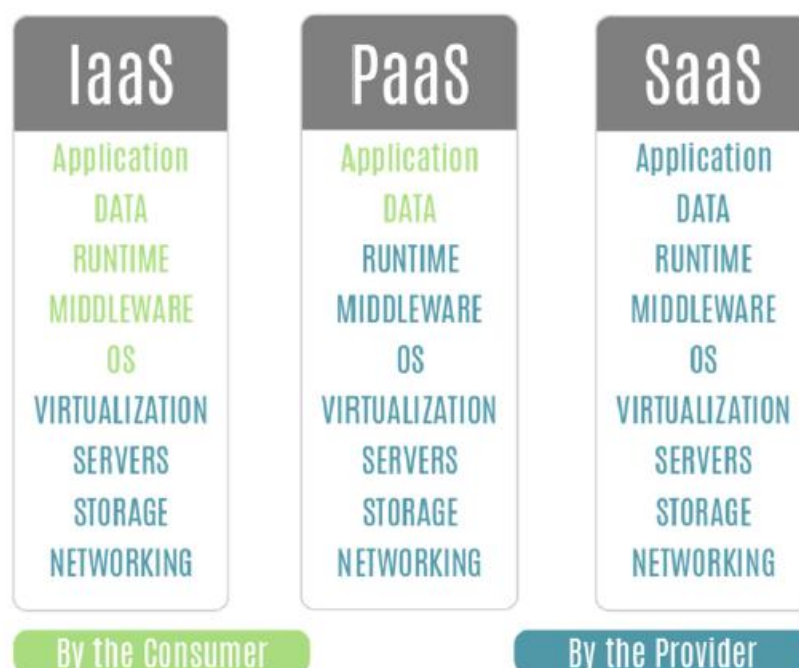 IaaS
Application
DATA
RUNTIME
MIDDLEWARE
OS
VIRTUALIZATION
SERVERS
STORAGE
NETWORKING
PaaS
Application
DATA
RUNTIME
MIDDLEWARE
OS
VIRTUALIZATION
SERVERS
STORAGE
NETWORKING
SaaS
Application
DATA
RUNTIME
MIDDLEWARE
OS
VIRTUALIZATION
SERVERS
STORAGE
NETWORKING
By the Consumer
By the Provider